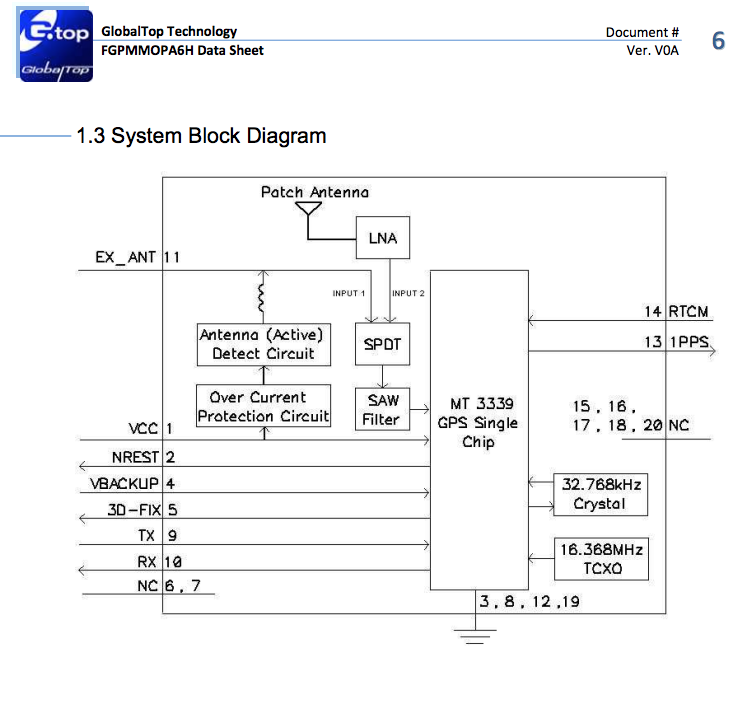 G.top
GlobalTop
GlobalTop Technology
FGPMMOPA6H Data Sheet
Document #
Ver. V0A
6
1.3 System Block Diagram
Patch Antenna
LNA
EX_ANT 11
INPUT 1
INPUT 2
14 RTCM
Antenna (Active)
Detect Circuit
SPDT
13 1PPS
Over Current
Protection Circuit
SAW
Filter
MT 3339
GPS Single
Chip
15, 16,
17, 18, 20 NC
VCC 1
NREST 2
VBACKUP 4
32.768kHz
Crystal
3D-FIX 5
TX 9
16.368MHz
TCXO
RX 10
NC 6, 7
3, 8, 12, 19